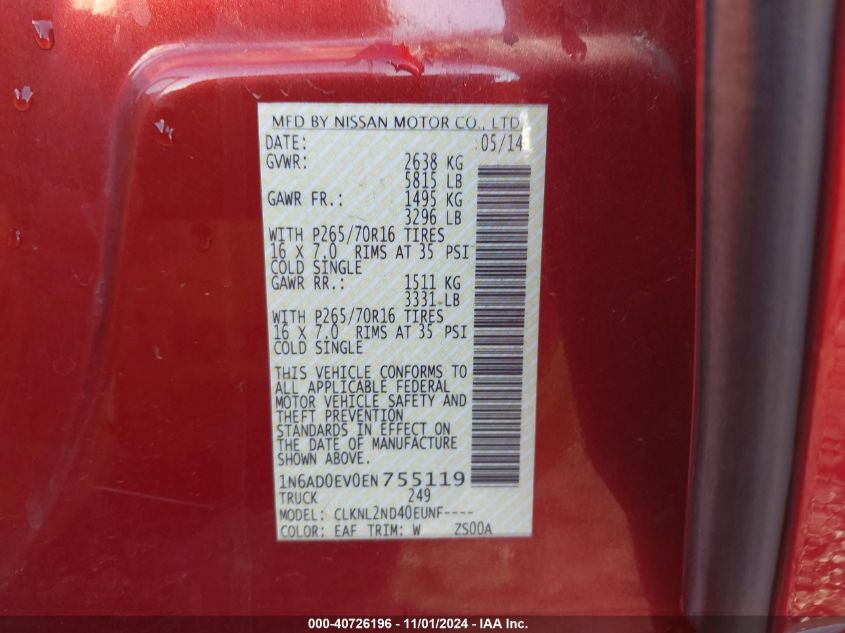 MFD BY NISSAN MOTOR CO., LTD
DATE: 05/14
GVWR: 2638 KG
5815 LB
GAWR FR.: 1495 KG
3296 LB
WITH P265/70R16 TIRES
16 X 7.0 RIMS AT 35 PSI
COLD SINGLE
GAWR RR.: 1511 KG
3331 LB
WITH P265/70R16 TIRES
16 X 7.0 RIMS AT 35 PSI
COLD SINGLE
THIS VEHICLE CONFORMS TO
ALL APPLICABLE FEDERAL
MOTOR VEHICLE SAFETY AND
THEFT PREVENTION
STANDARDS IN EFFECT ON
THE DATE OF MANUFACTURE
SHOWN ABOVE.
1N6AD0EV0EN755119
TRUCK 249
MODEL: CLKNL2ND40EUNF----
COLOR: EAF TRIM: W ZS00A
000-40726196 - 11/01/2024 - IAA Inc.